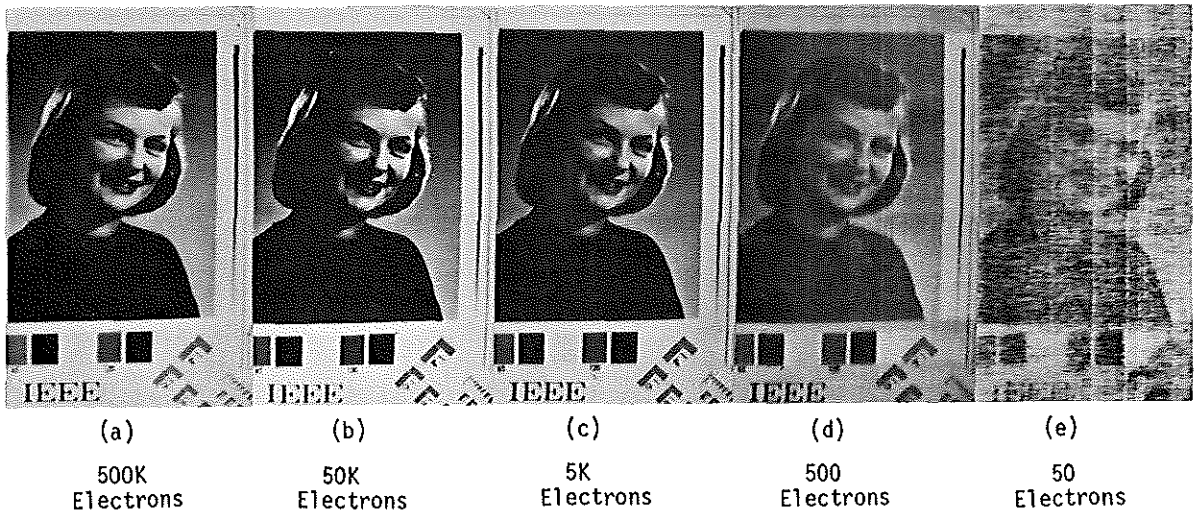 IEEE IEEE IEEE IEEE
(a) (b) (c) (d) (e)
500K 50K 5K 500 50
Electrons Electrons Electrons Electrons Electrons